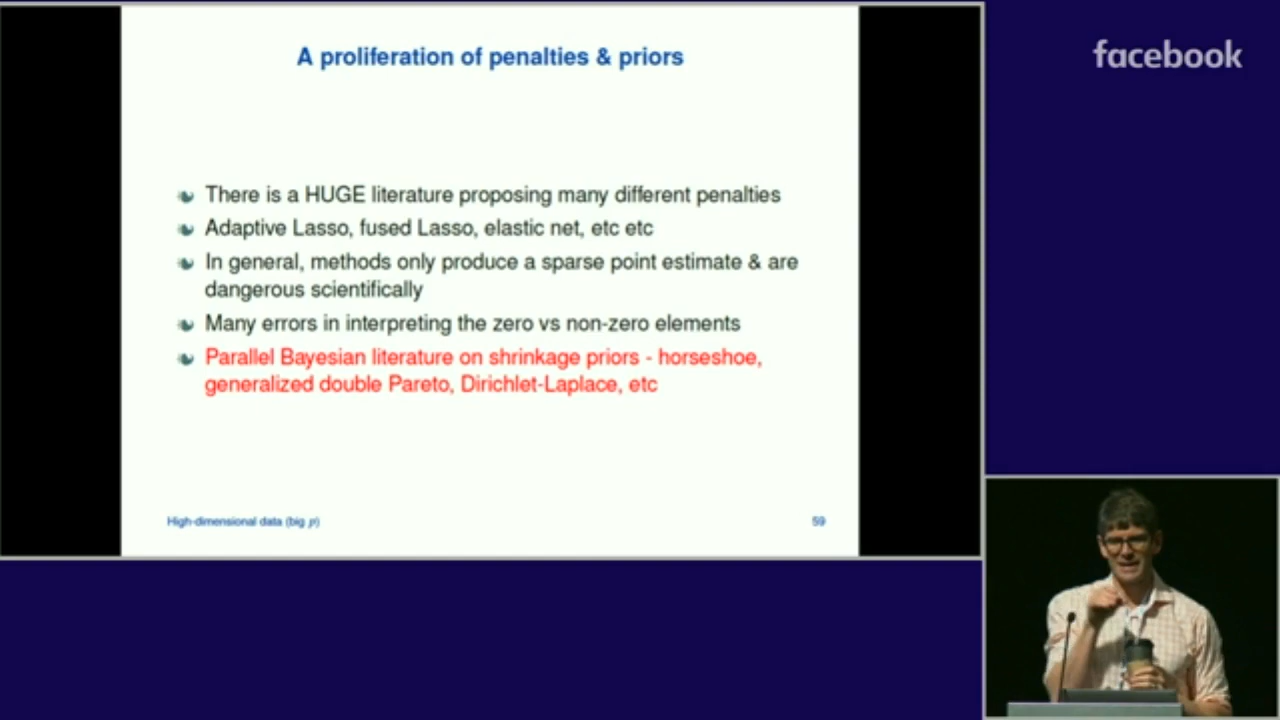 A proliferation of penalties & priors
facebook
There is a HUGE literature proposing many different penalties
Adaptive Lasso, fused Lasso, elastic net, etc etc
In general, methods only produce a sparse point estimate & are
dangerous scientifically
Many errors in interpreting the zero vs non-zero elements
Parallel Bayesian literature on shrinkage priors - horseshoe,
generalized double Pareto, Dirichlet-Laplace, etc
High-dimensional data (big p)
59